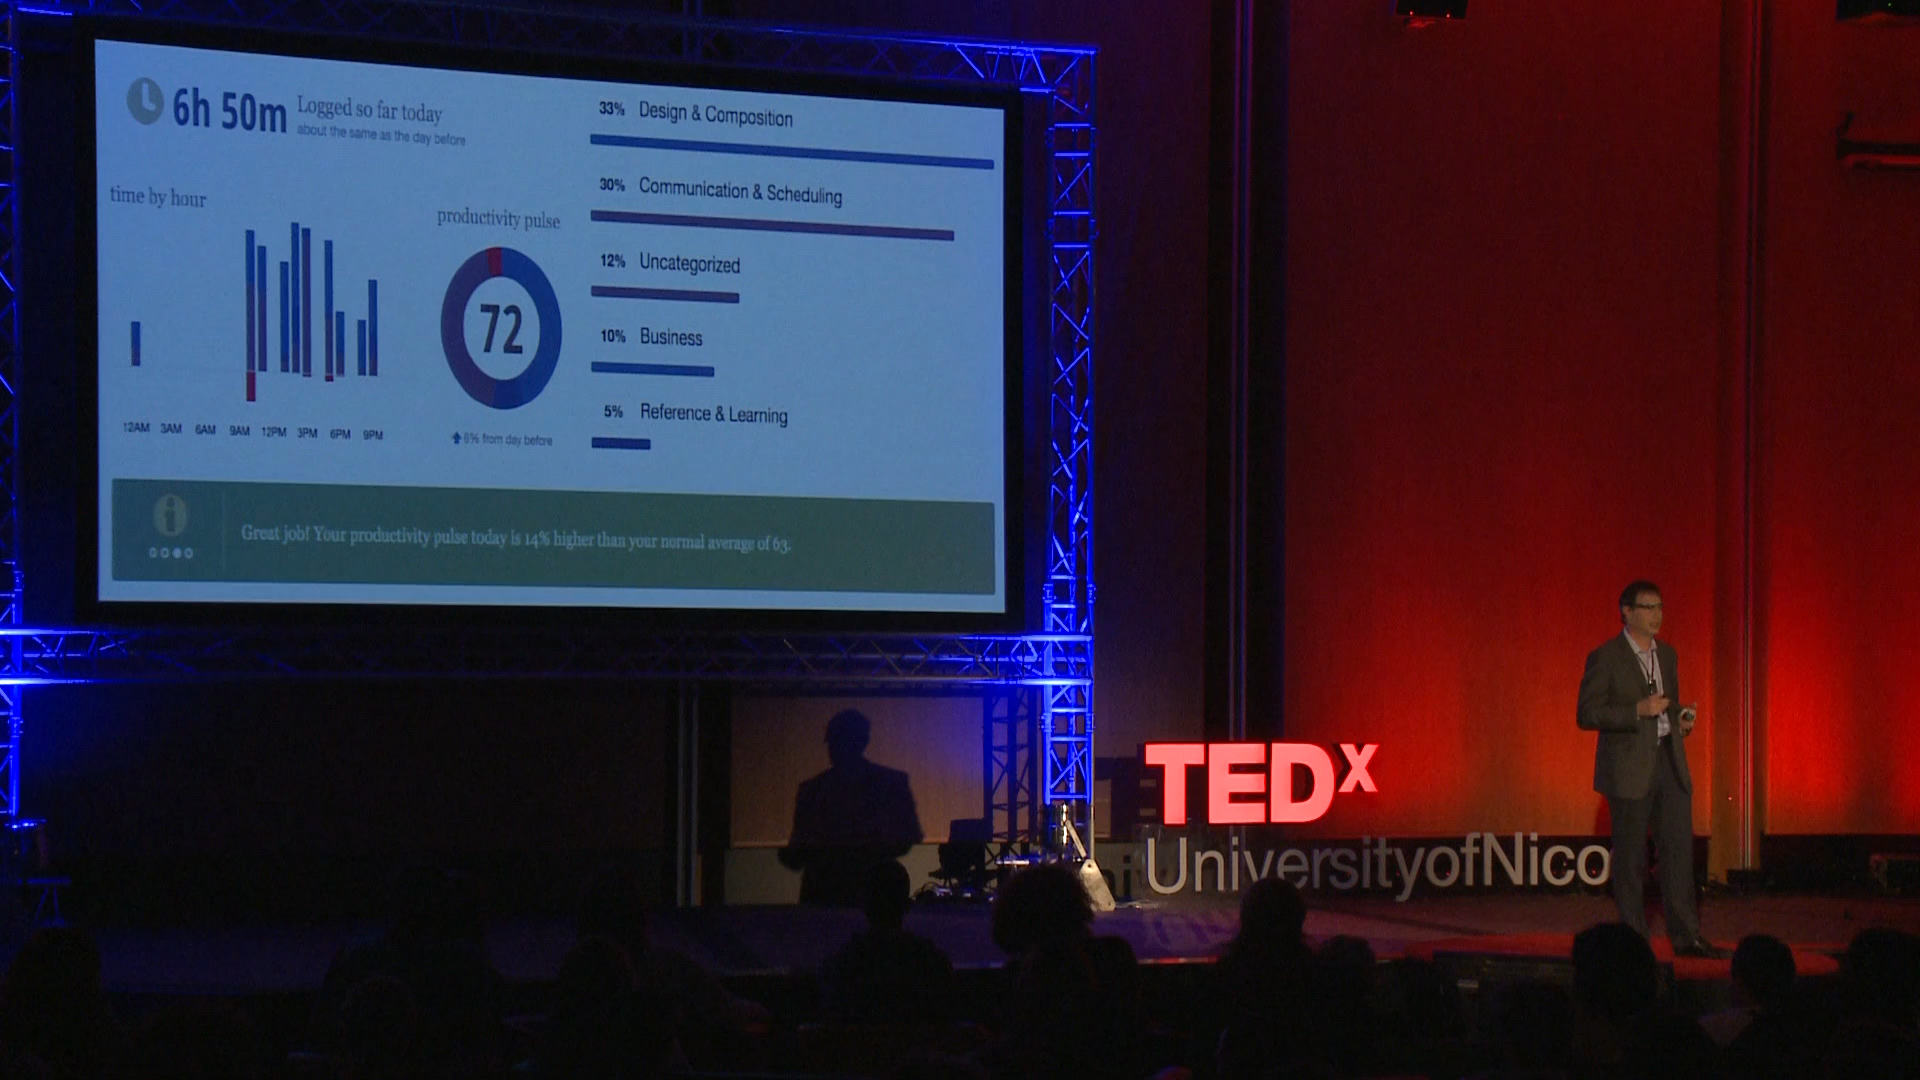 6h 50m
Logged so far today
about the same as the day before
time by hour
12AM 3AM 6AM 9AM 12PM 3PM 6PM 9PM
productivity pulse
72
6% from day before
33% Design & Composition
30% Communication & Scheduling
12% Uncategorized
10% Business
5% Reference & Learning
i
Great job! Your productivity pulse today is 14% higher than your normal average of 63.
TEDx
UniversityofNico